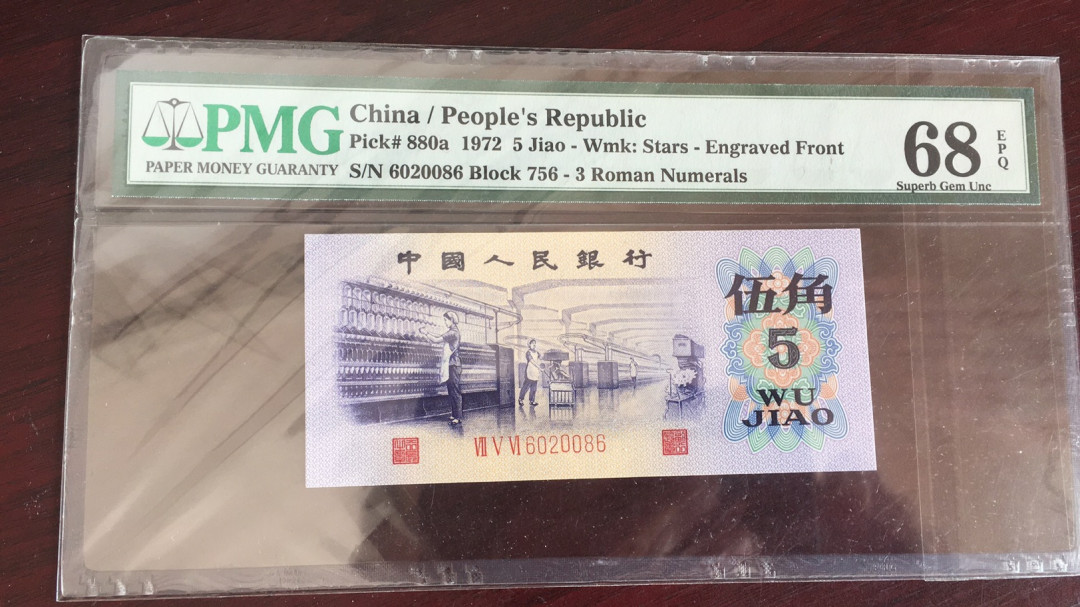 PMG
PAPER MONEY GUARANTY
China / People's Republic
Pick# 880a 1972 5 Jiao - Wmk: Stars - Engraved Front
S/N 6020086 Block 756 - 3 Roman Numerals
68
EPQ
Superb Gem Unc
中國人民銀行
伍角
5
WU
JIAO
Ⅶ Ⅴ Ⅵ 6020086